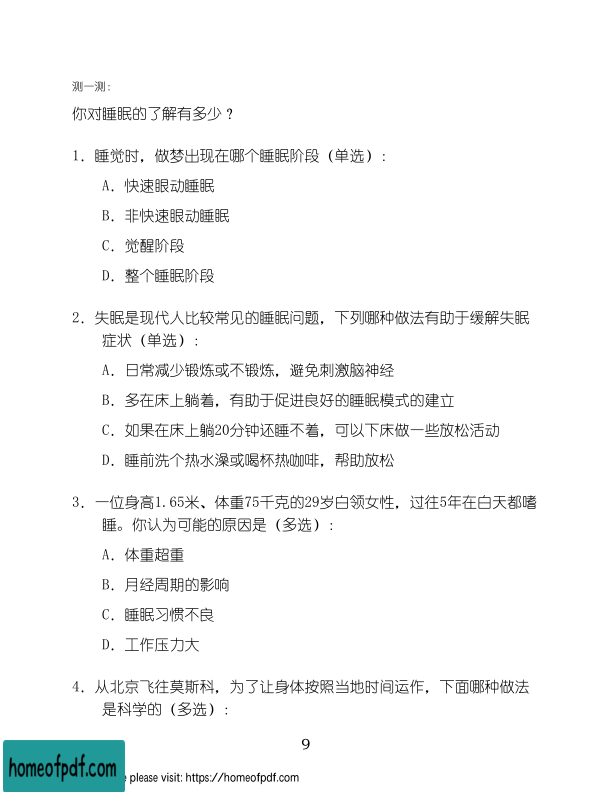 测一测:
你对睡眠的了解有多少？
1. 睡觉时，做梦出现在哪个睡眠阶段（单选）:
A. 快速眼动睡眠
B. 非快速眼动睡眠
C. 觉醒阶段
D. 整个睡眠阶段
2. 失眠是现代人比较常见的睡眠问题，下列哪种做法有助于缓解失眠
症状（单选）:
A. 日常减少锻炼或不锻炼，避免刺激脑神经
B. 多在床上躺着，有助于促进良好的睡眠模式的建立
C. 如果在床上躺20分钟还睡不着，可以下床做一些放松活动
D. 睡前洗个热水澡或喝杯热咖啡，帮助放松
3. 一位身高1.65米、体重75千克的29岁白领女性，过往5年在白天都嗜
睡。你认为可能的原因是（多选）:
A. 体重超重
B. 月经周期的影响
C. 睡眠习惯不良
D. 工作压力大
4. 从北京飞往莫斯科，为了让身体按照当地时间运作，下面哪种做法
是科学的（多选）:
9
homeofpdf.com
e please visit: https://homeofpdf.com